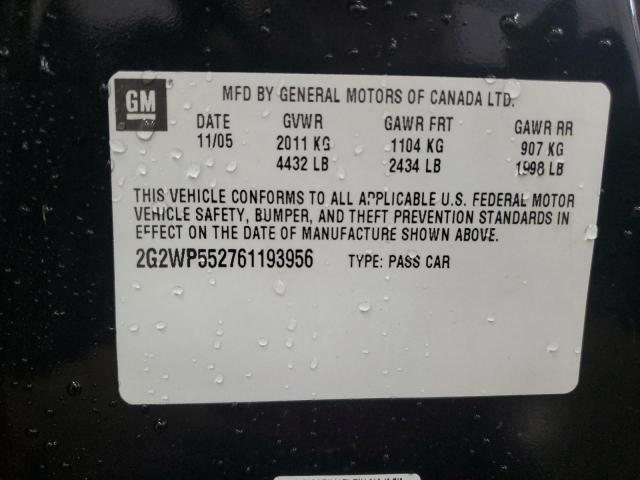 GM
MFD BY GENERAL MOTORS OF CANADA LTD.
DATE GVWR GAWR FRT GAWR RR
11/05 2011 KG 1104 KG 907 KG
4432 LB 2434 LB 1998 LB
THIS VEHICLE CONFORMS TO ALL APPLICABLE U.S. FEDERAL MOTOR
VEHICLE SAFETY, BUMPER, AND THEFT PREVENTION STANDARDS IN
EFFECT ON THE DATE OF MANUFACTURE SHOWN ABOVE.
2G2WP552761193956 TYPE: PASS CAR